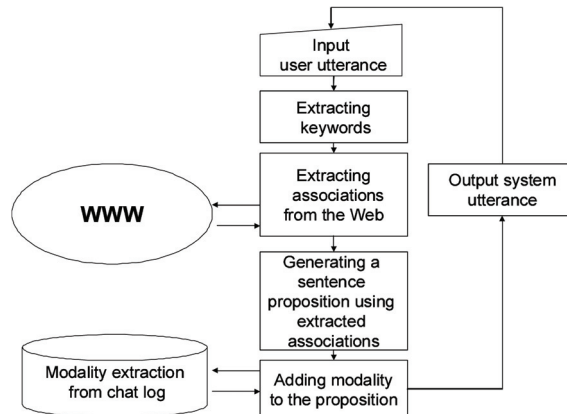 Input
user utterance
Extracting
keywords
Extracting
associations
from the Web
WWW
Output system
utterance
Generating a
sentence
proposition using
extracted
associations
Modality extraction
from chat log
Adding modality
to the proposition